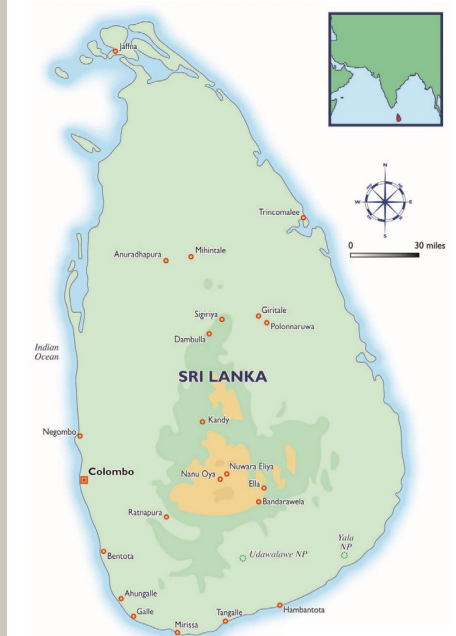 Jaffna
N
W
E
S
Trincomalee
0
30 miles
Mihintale
Anuradhapura
Giritale
Sigiriya
Polonnaruwa
Dambulla
Indian
Ocean
SRI LANKA
Kandy
Negombo
Nuwara Eliya
Colombo
Nanu Oya
Ella
Bandarawela
Ratnapura
Yala
NP
Udawalawe NP
Bentota
Ahungalle
Hambantota
Galle
Tangalle
Mirissa